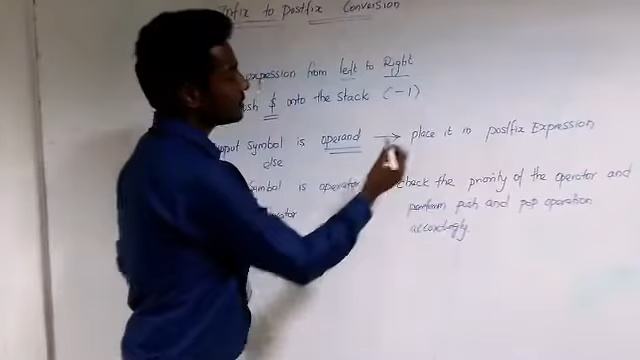 Infix to Postfix Conversion
expression from left to Right
$ onto the stack (-1)
Symbol is operand → place it in postfix Expression
else
Symbol is operator check the priority of the operator and
perform push and pop operation
accordingly.